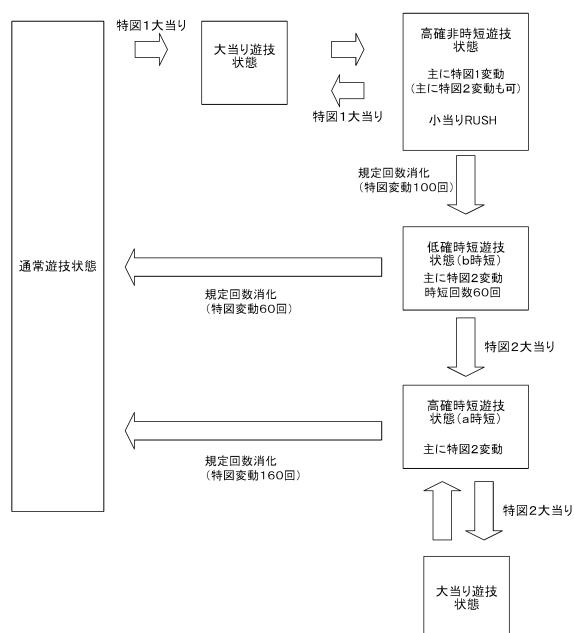 特図1大当り
大当り遊技
状態
特図1大当り
高確非時短遊技
状態
主に特図1変動
(主に特図2変動も可)
小当りRUSH
規定回数消化
(特図変動100回)
通常遊技状態
低確時短遊技
状態(b時短)
主に特図2変動
時短回数60回
規定回数消化
(特図変動60回)
特図2大当り
高確時短遊技
状態(a時短)
主に特図2変動
規定回数消化
(特図変動160回)
特図2大当り
大当り遊技
状態